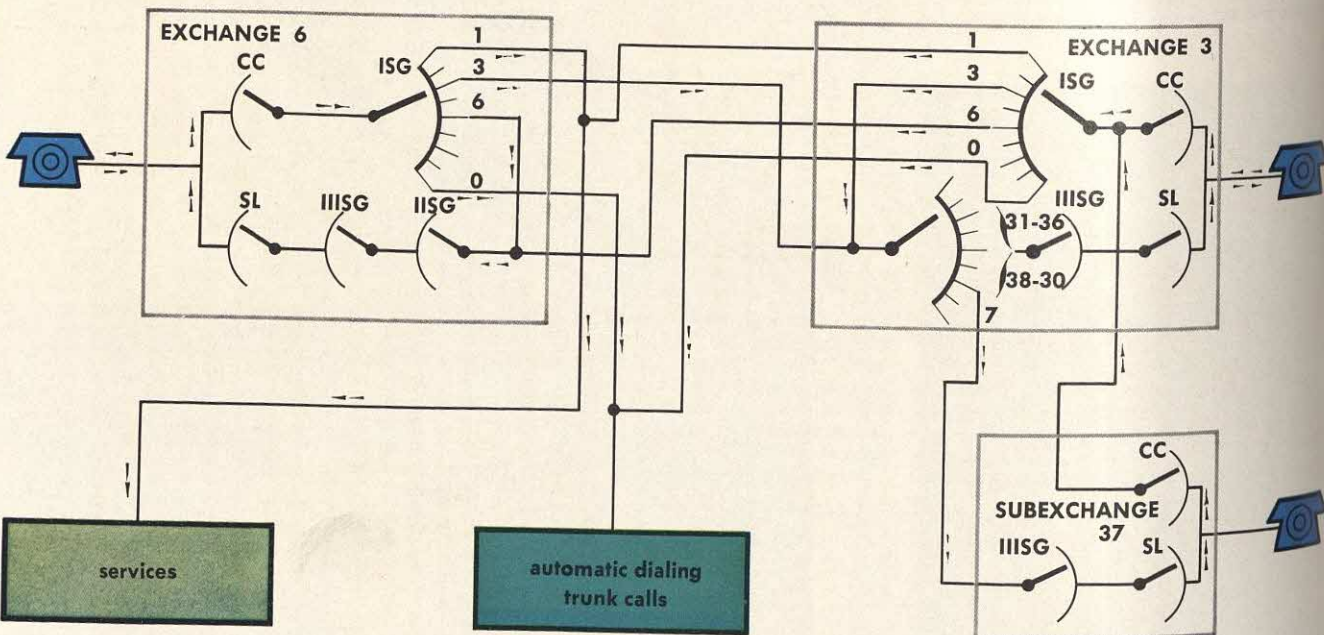 EXCHANGE 6
CC
ISG
1
3
6
0
SL
IIISG
IISG
EXCHANGE 3
1
3
6
0
ISG
CC
31-36
38-30
7
IIISG
SL
SUBEXCHANGE
37
CC
IIISG
SL
services
automatic dialing
trunk calls